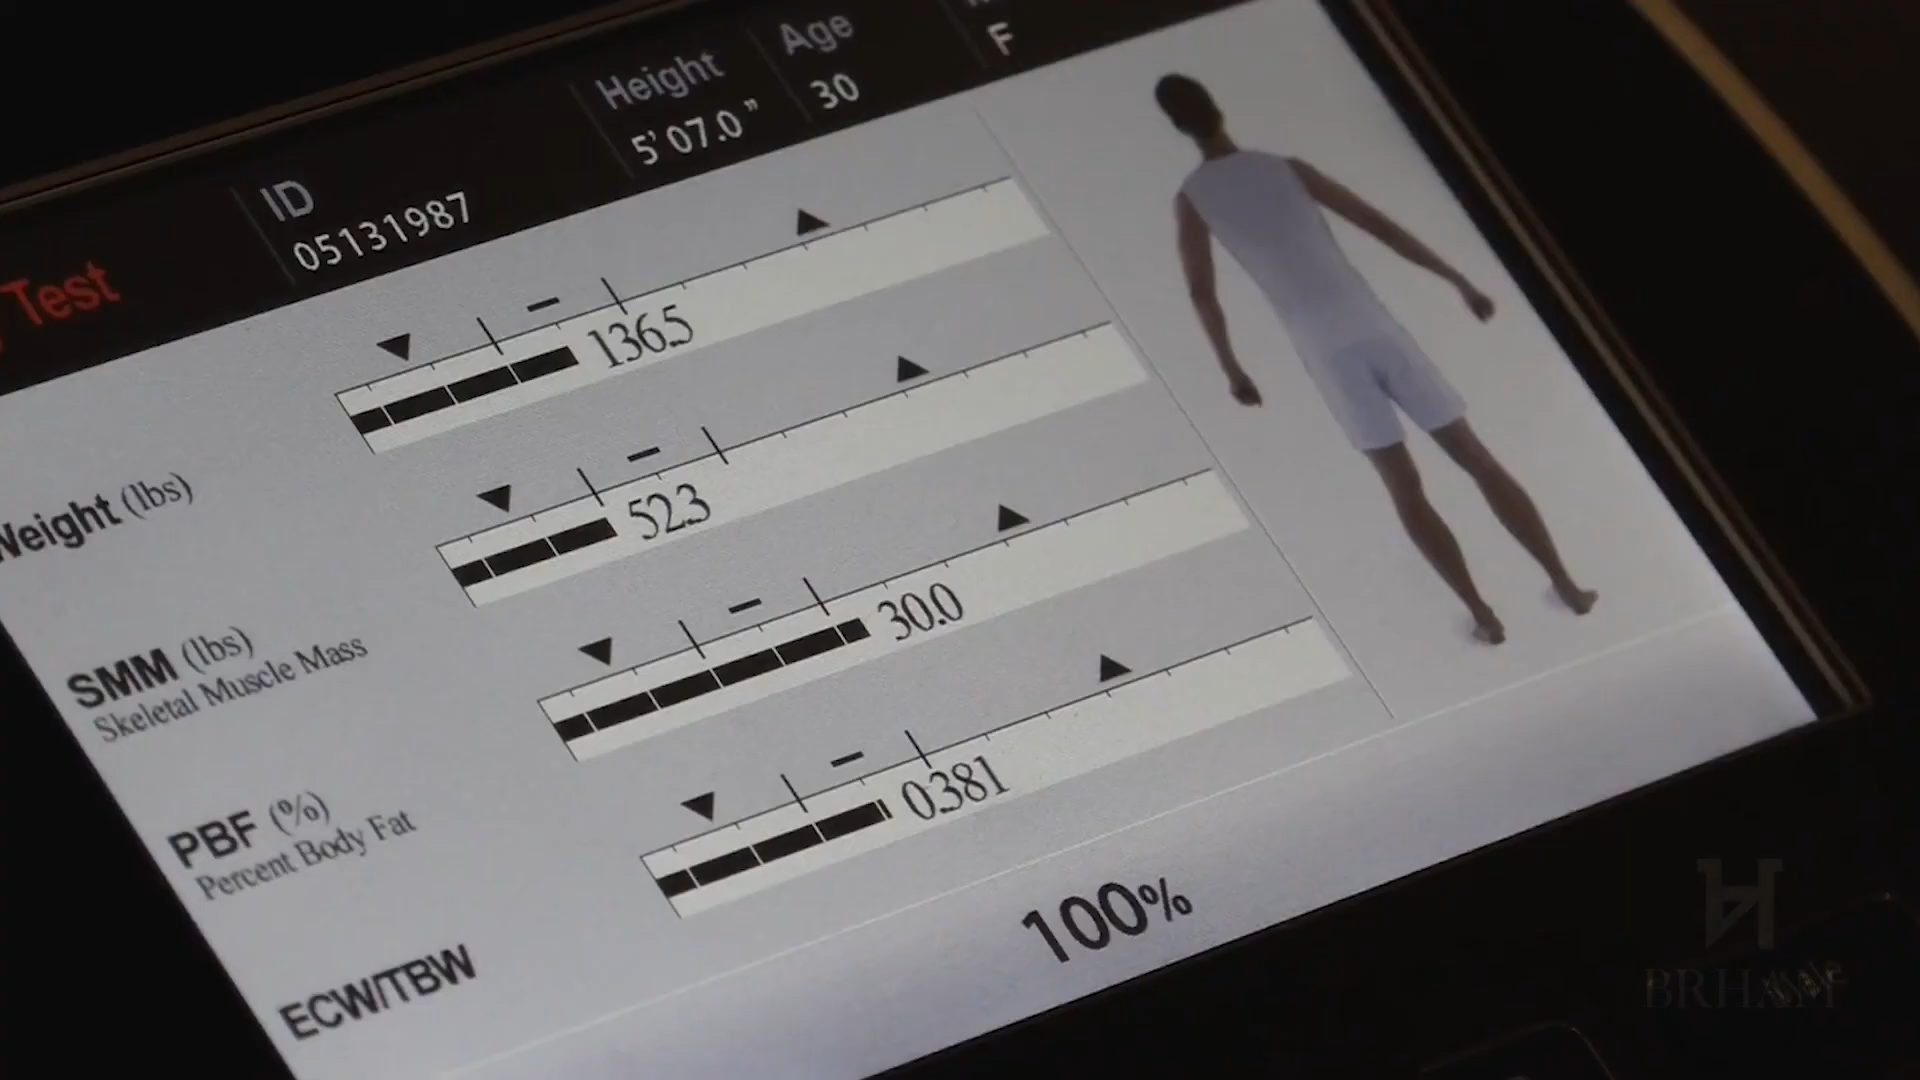 Test
ID
05131987
Height
5'07.0"
Age
30
F
Weight (lbs)
136.5
SMM (lbs)
Skeletal Muscle Mass
52.3
PBF (%)
Percent Body Fat
30.0
ECW/TBW
0.381
100%
BRHAM